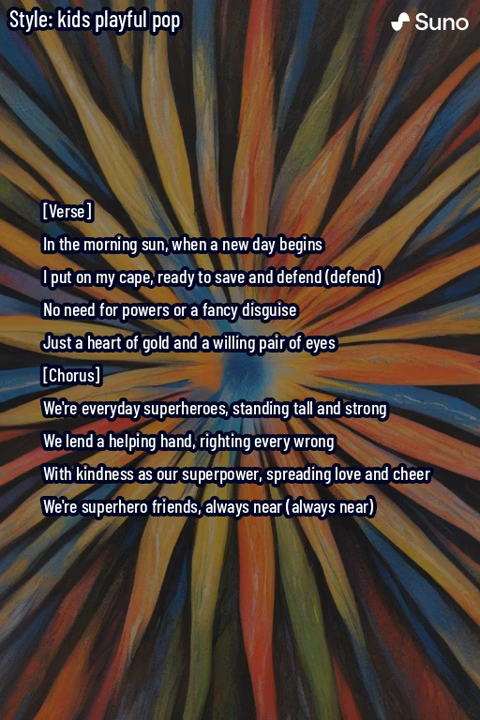 Style: kids playful pop
Suno
[Verse]
In the morning sun, when a new day begins
I put on my cape, ready to save and defend (defend)
No need for powers or a fancy disguise
Just a heart of gold and a willing pair of eyes
[Chorus]
We're everyday superheroes, standing tall and strong
We lend a helping hand, righting every wrong
With kindness as our superpower, spreading love and cheer
We're superhero friends, always near (always near)